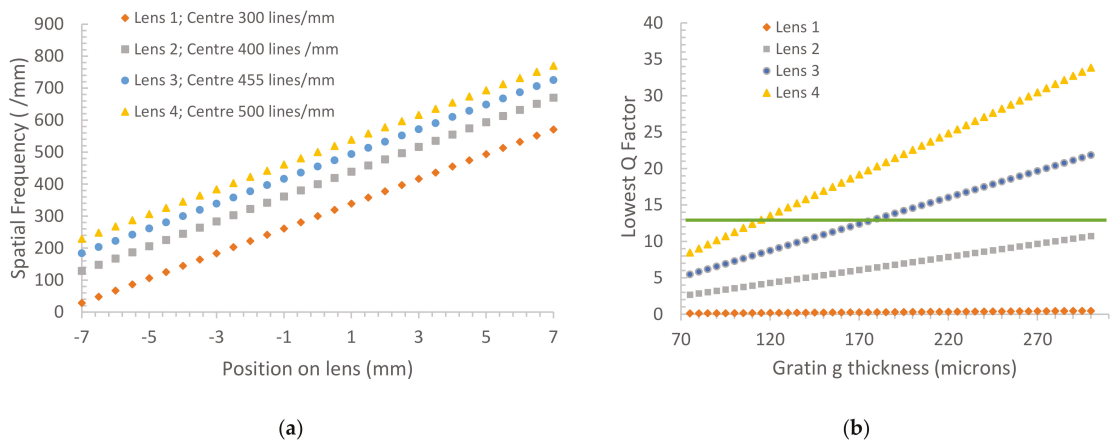 900
800
700
600
500
400
300
200
100
0
Spatial Frequency ( /mm)
Lens 1; Centre 300 lines/mm
Lens 2; Centre 400 lines /mm
Lens 3; Centre 455 lines/mm
Lens 4; Centre 500 lines/mm
-7 -5 -3 -1 1 3 5 7
Position on lens (mm)
(a)
40
35
30
25
20
15
10
5
0
Lowest Q Factor
Lens 1
Lens 2
Lens 3
Lens 4
70 120 170 220 270
Gratin g thickness (microns)
(b)